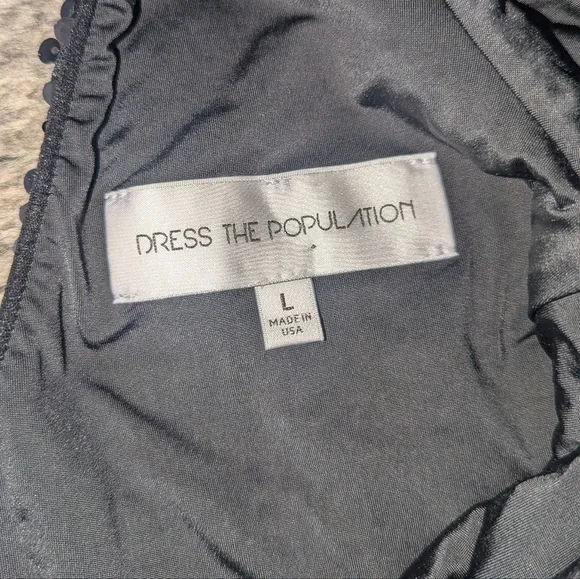 DRESS THE POPULATION
L
MADE IN
USA